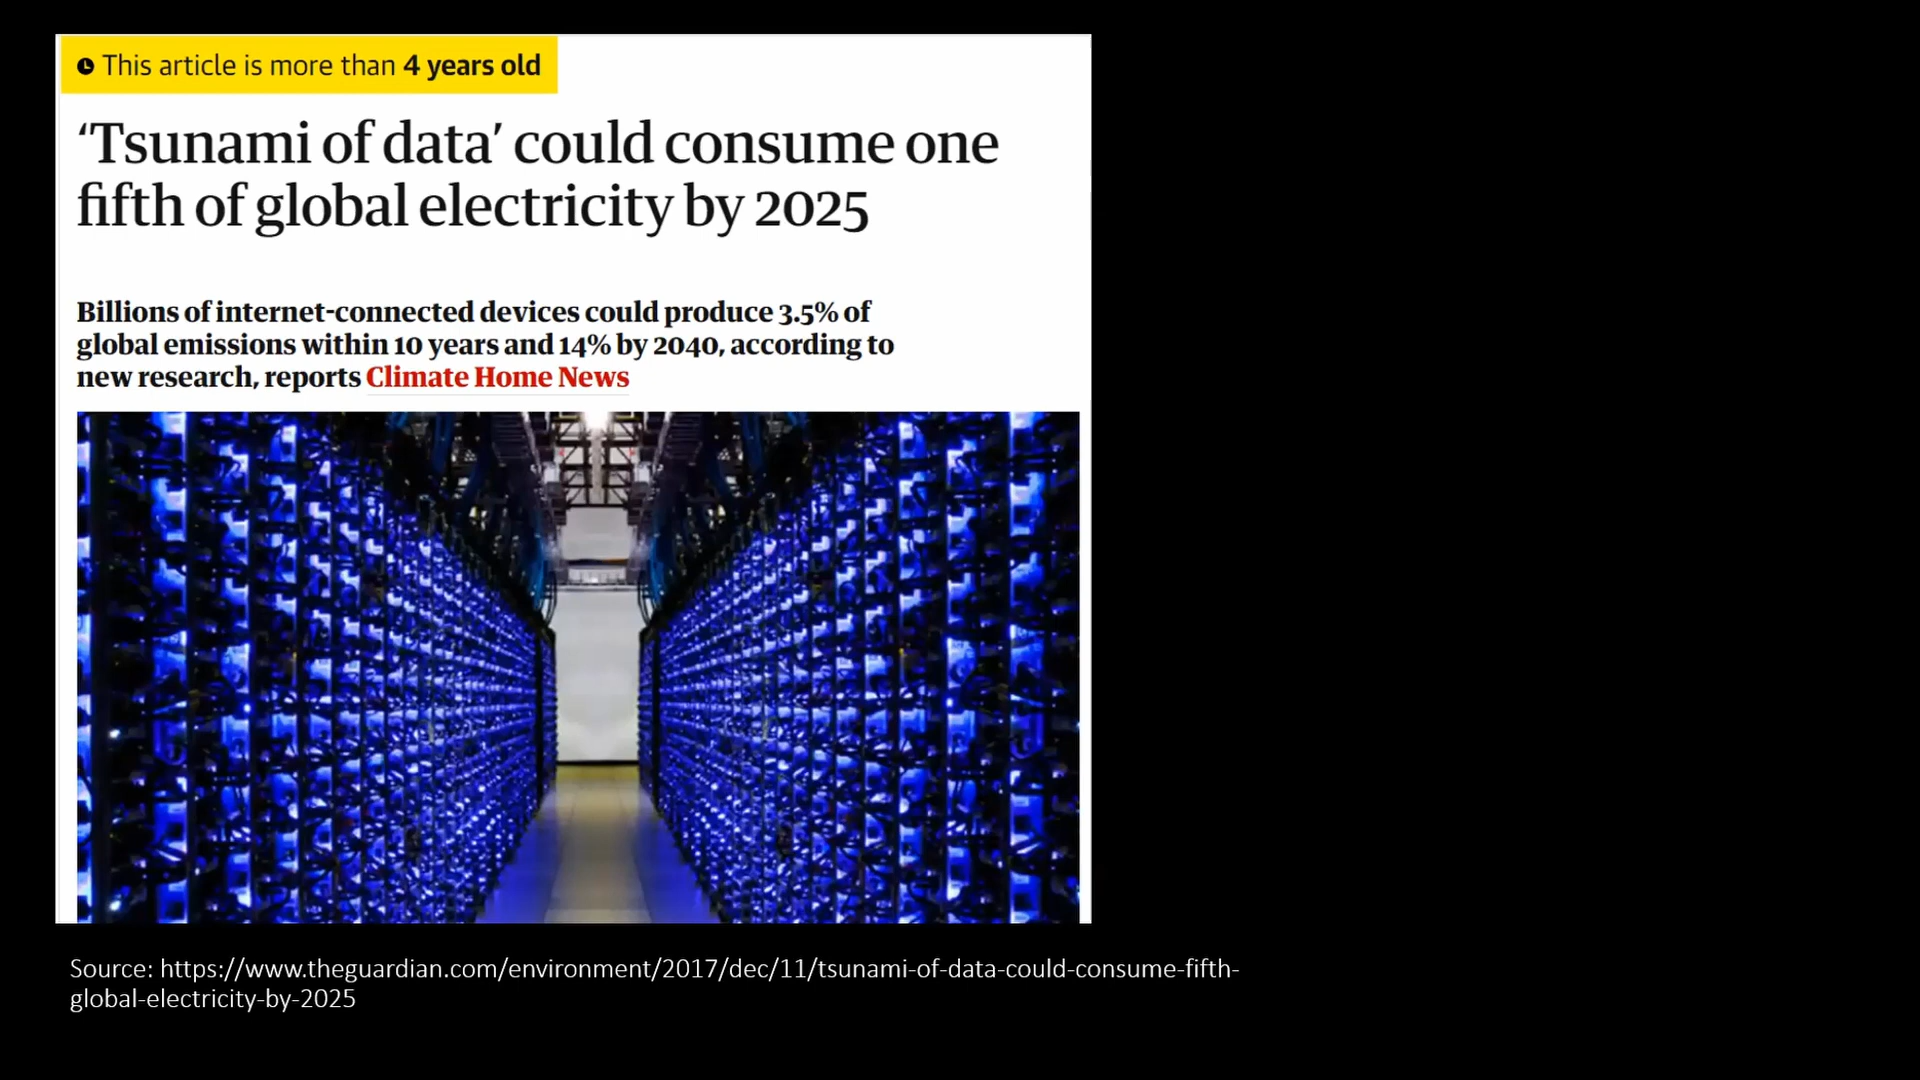 This article is more than 4 years old
‘Tsunami of data’ could consume one
fifth of global electricity by 2025
Billions of internet-connected devices could produce 3.5% of
global emissions within 10 years and 14% by 2040, according to
new research, reports Climate Home News
Source: https://www.theguardian.com/environment/2017/dec/11/tsunami-of-data-could-consume-fifth-
global-electricity-by-2025